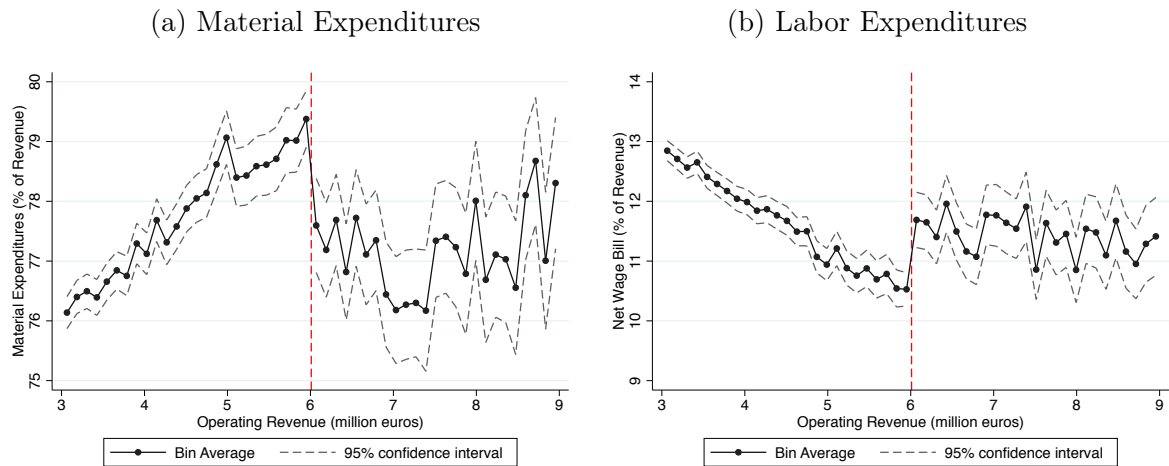 (a) Material Expenditures
(b) Labor Expenditures
Material Expenditures (% of Revenue)
80
79
78
77
76
75
3 4 5 6 7 8 9
Operating Revenue (million euros)
Bin Average 95% confidence interval
Net Wage Bill (% of Revenue)
14
13
12
11
10
9
3 4 5 6 7 8 9
Operating Revenue (million euros)
Bin Average 95% confidence interval